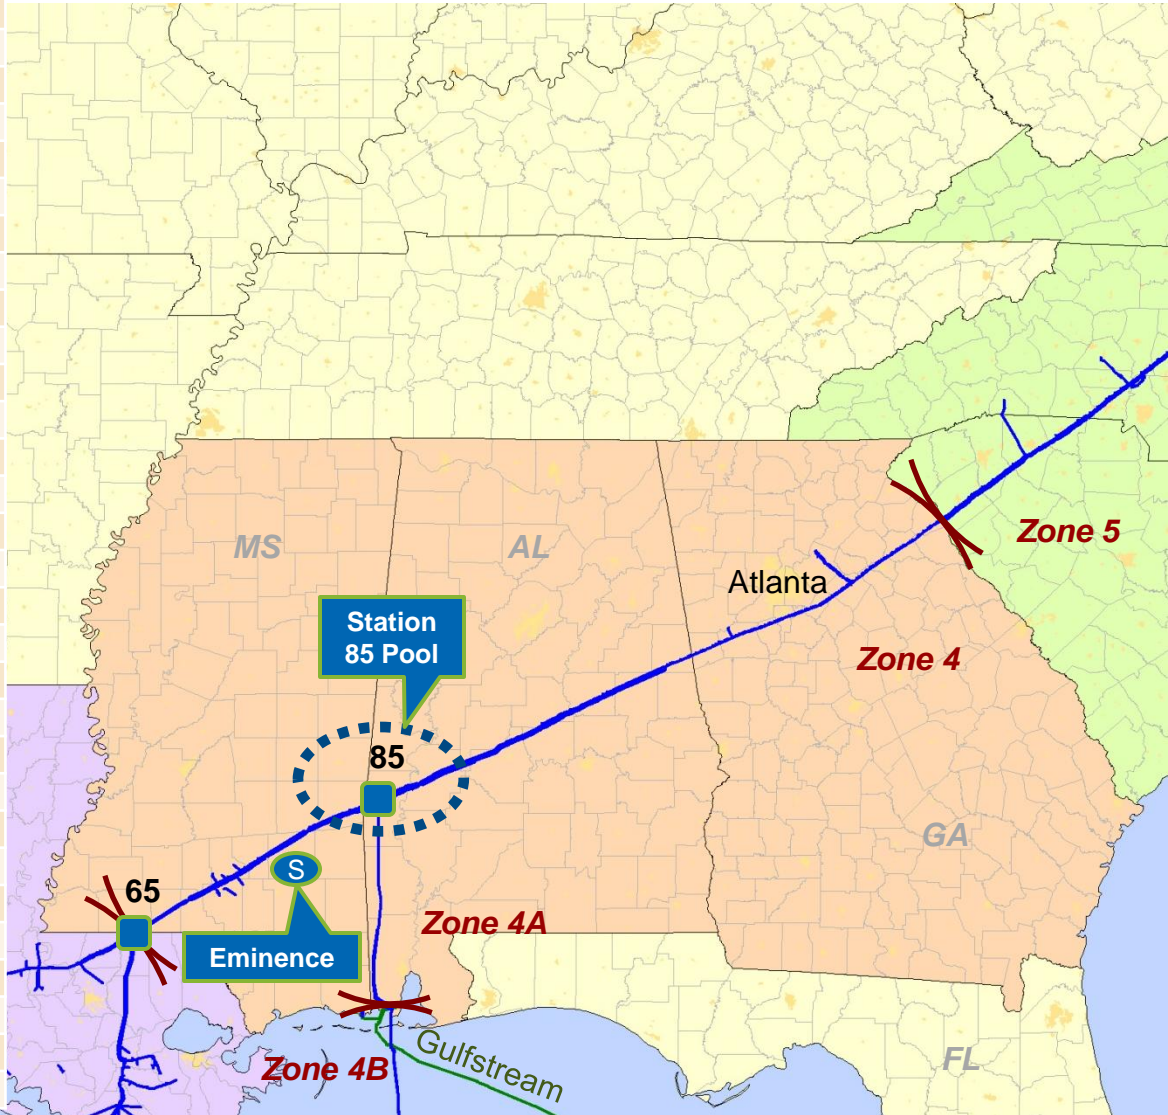 MS
AL
Zone 5
Atlanta
Station
85 Pool
Zone 4
85
GA
S
65
Zone 4A
Eminence
Gulfstream
Zone 4B
FL